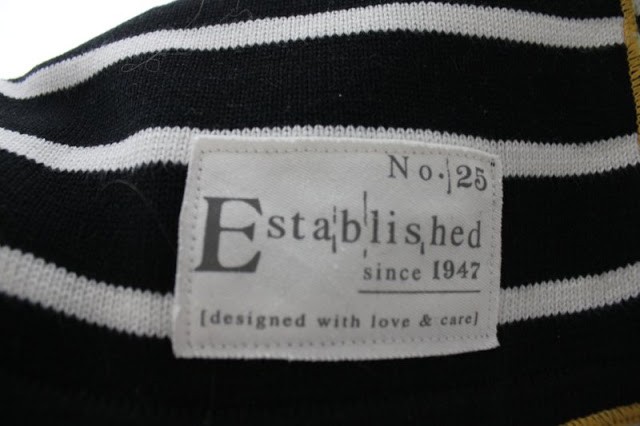 No. 25
Established
since 1947
[designed with love & care]